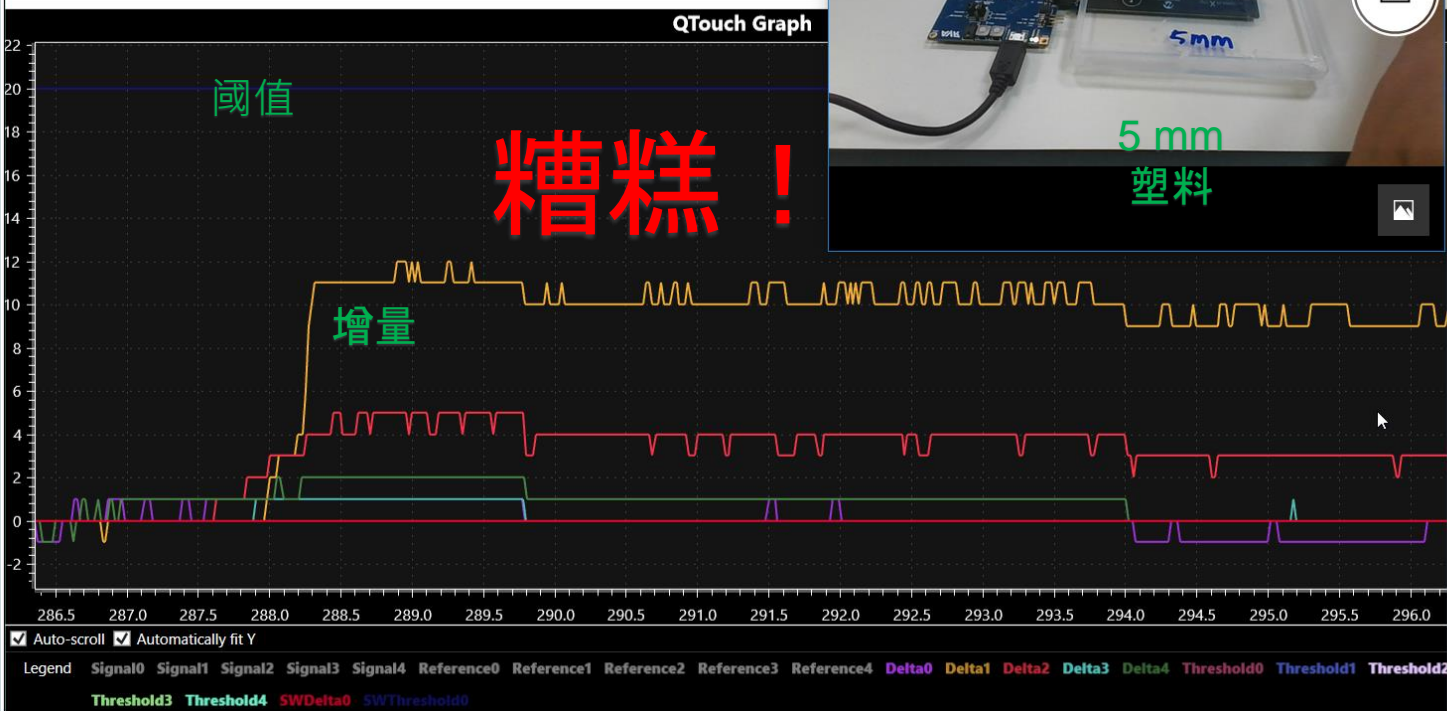 QTouch Graph
5mm
5 mm
塑料
閾值
糟糕！
增量
22
20
18
16
14
12
10
8
6
4
2
0
-2
286.5 287.0 287.5 288.0 288.5 289.0 289.5 290.0 290.5 291.0 291.5 292.0 292.5 293.0 293.5 294.0 294.5 295.0 295.5 296.0
Auto-scroll Automatically fit Y
Legend Signal0 Signal1 Signal2 Signal3 Signal4 Reference0 Reference1 Reference2 Reference3 Reference4 Delta0 Delta1 Delta2 Delta3 Delta4 Threshold0 Threshold1 Threshold2
Threshold3 Threshold4 SWDelta0 SWThreshold0